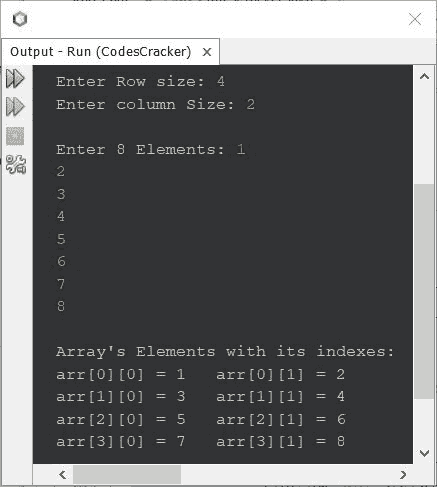 Output - Run (CodesCracker)
Enter Row size: 4
Enter column Size: 2
Enter 8 Elements: 1
2
3
4
5
6
7
8
Array's Elements with its indexes:
arr[0][0] = 1   arr[0][1] = 2
arr[1][0] = 3   arr[1][1] = 4
arr[2][0] = 5   arr[2][1] = 6
arr[3][0] = 7   arr[3][1] = 8